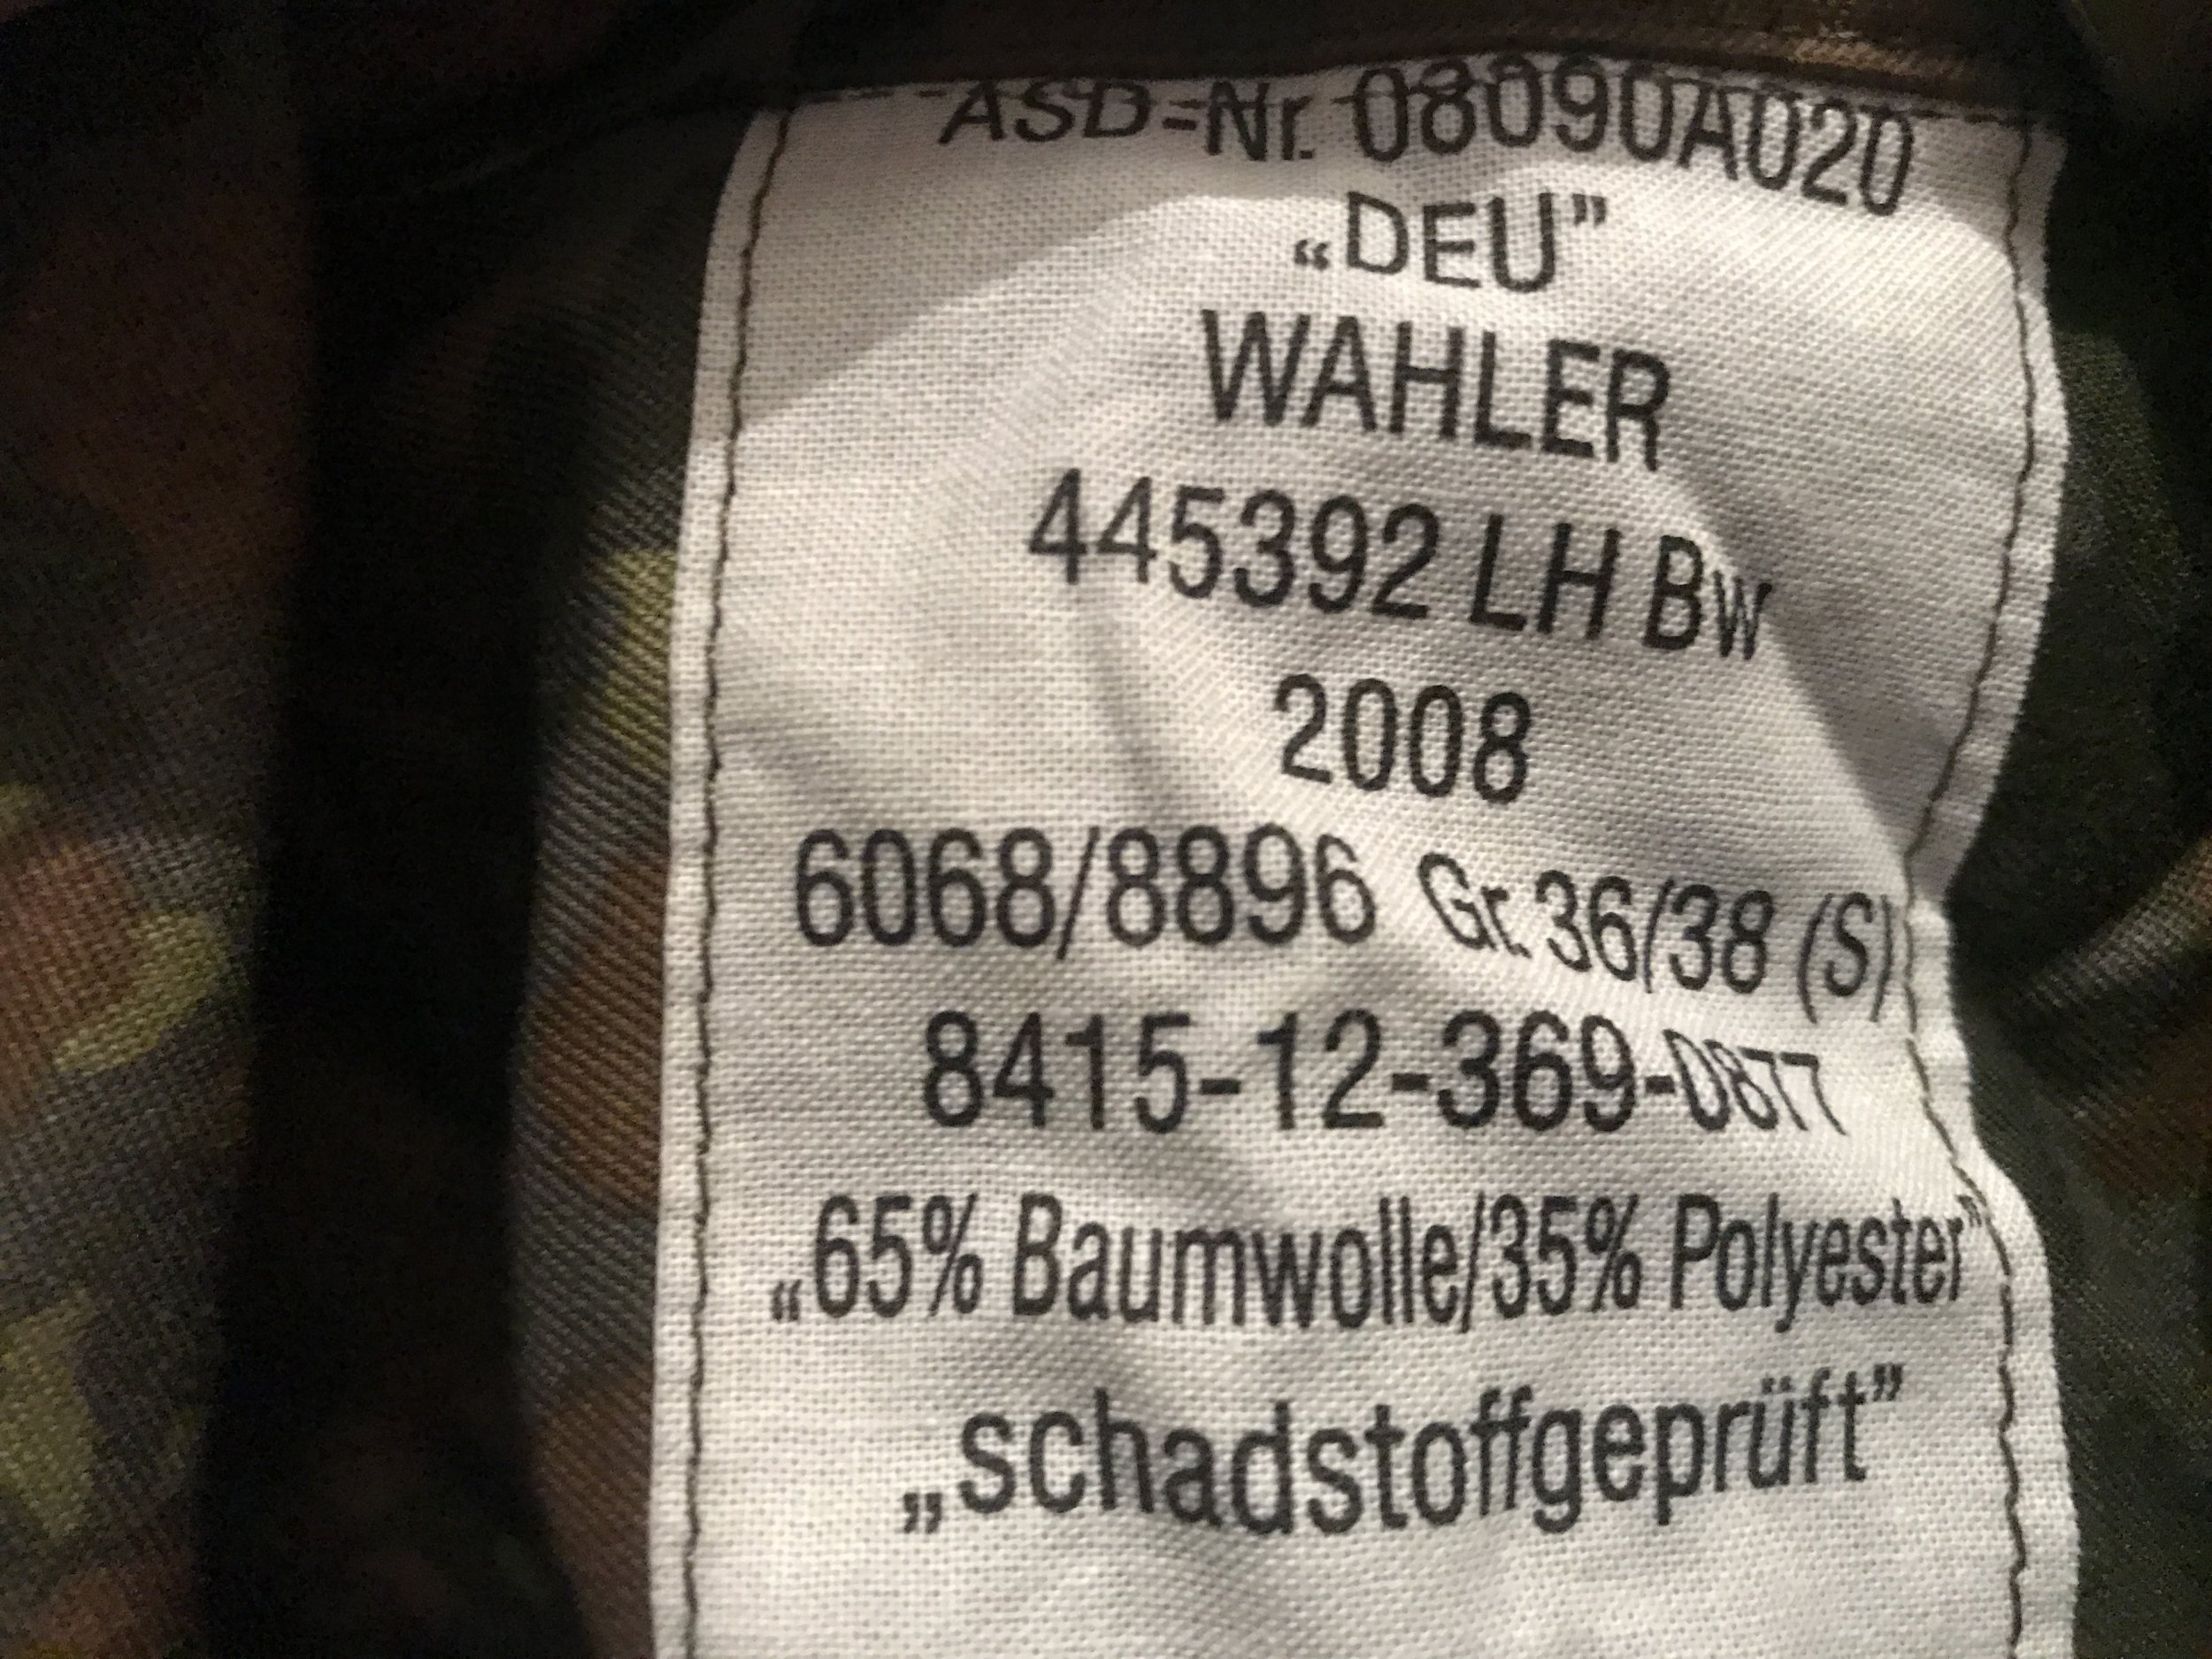 ASD-Nr. 08090A020
„DEU”
WAHLER
445392 LH Bw
2008
6068/8896 Gr. 36/38 (S)
8415-12-369-0877
„65% Baumwolle/35% Polyester”
„schadstoffgeprüft”